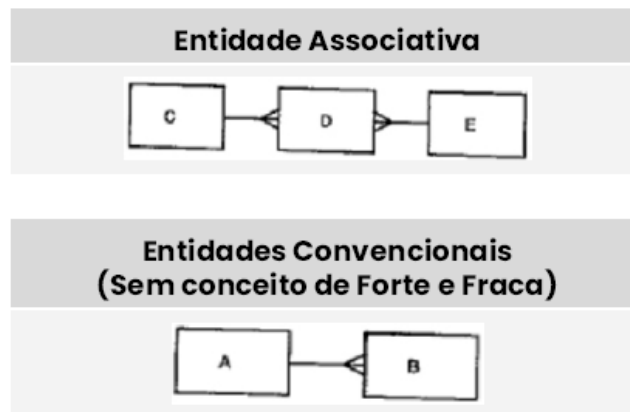 Entidade Associativa
C D E
Entidades Convencionais
(Sem conceito de Forte e Fraca)
A B